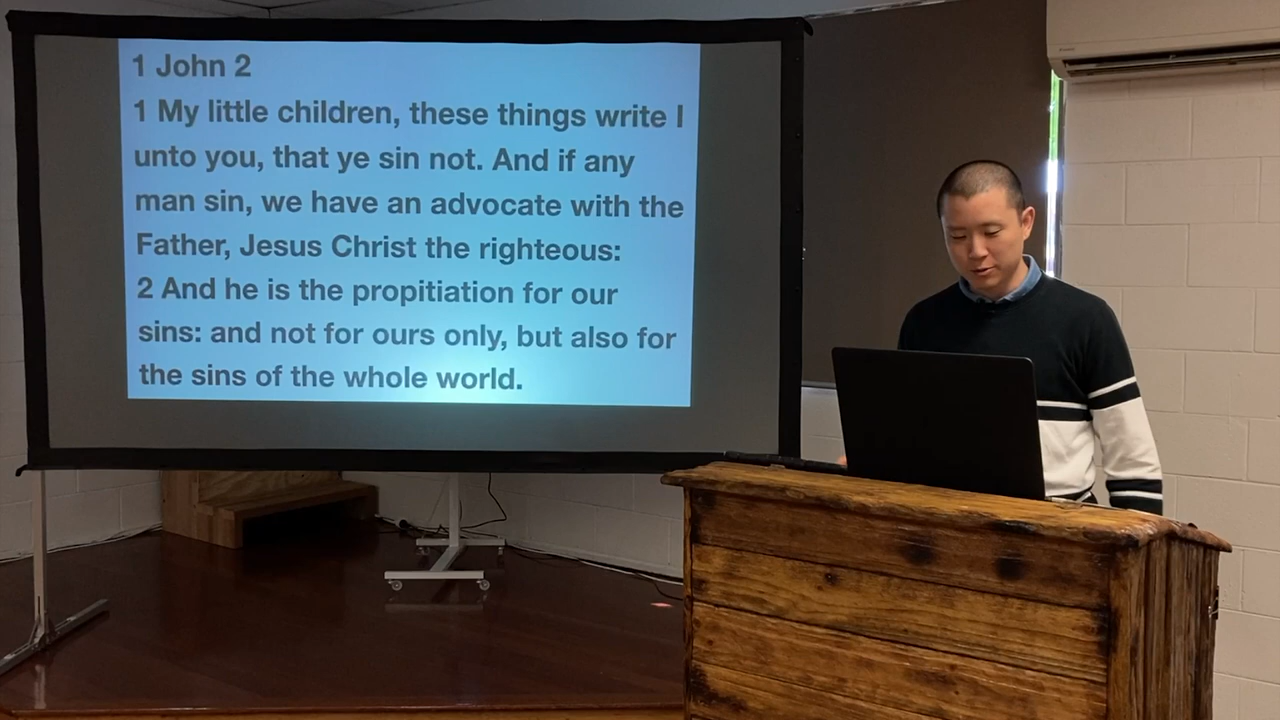 1 John 2
1 My little children, these things write I
unto you, that ye sin not. And if any
man sin, we have an advocate with the
Father, Jesus Christ the righteous:
2 And he is the propitiation for our
sins: and not for ours only, but also for
the sins of the whole world.